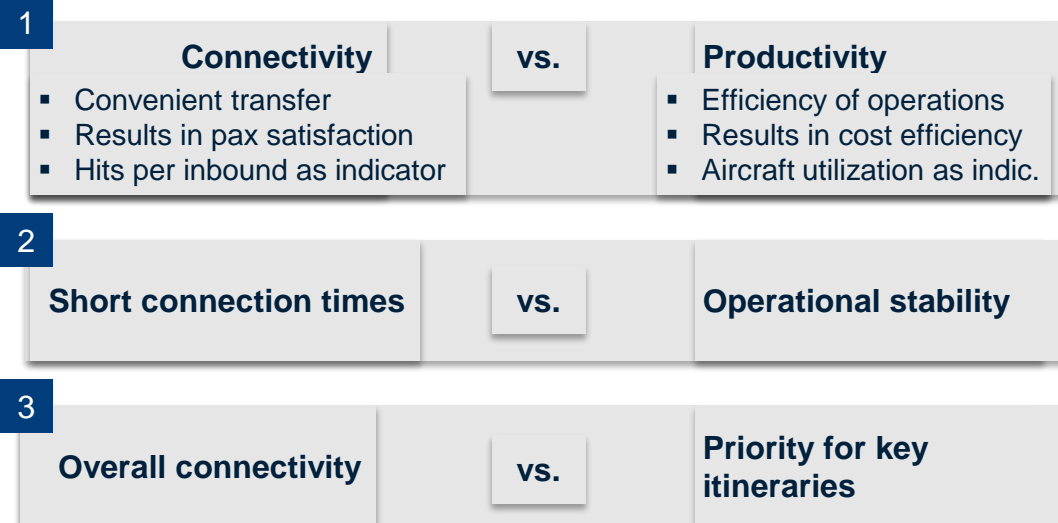 1
Connectivity
vs.
Productivity
▪ Convenient transfer
▪ Results in pax satisfaction
▪ Hits per inbound as indicator
▪ Efficiency of operations
▪ Results in cost efficiency
▪ Aircraft utilization as indic.
2
Short connection times
vs.
Operational stability
3
Overall connectivity
vs.
Priority for key
itineraries